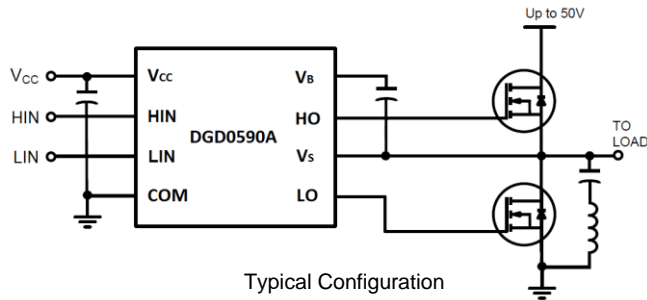 Up to 50V
VCC
HIN
LIN
VCC
HIN
LIN
COM
DGD0590A
VB
HO
VS
LO
TO
LOAD
Typical Configuration